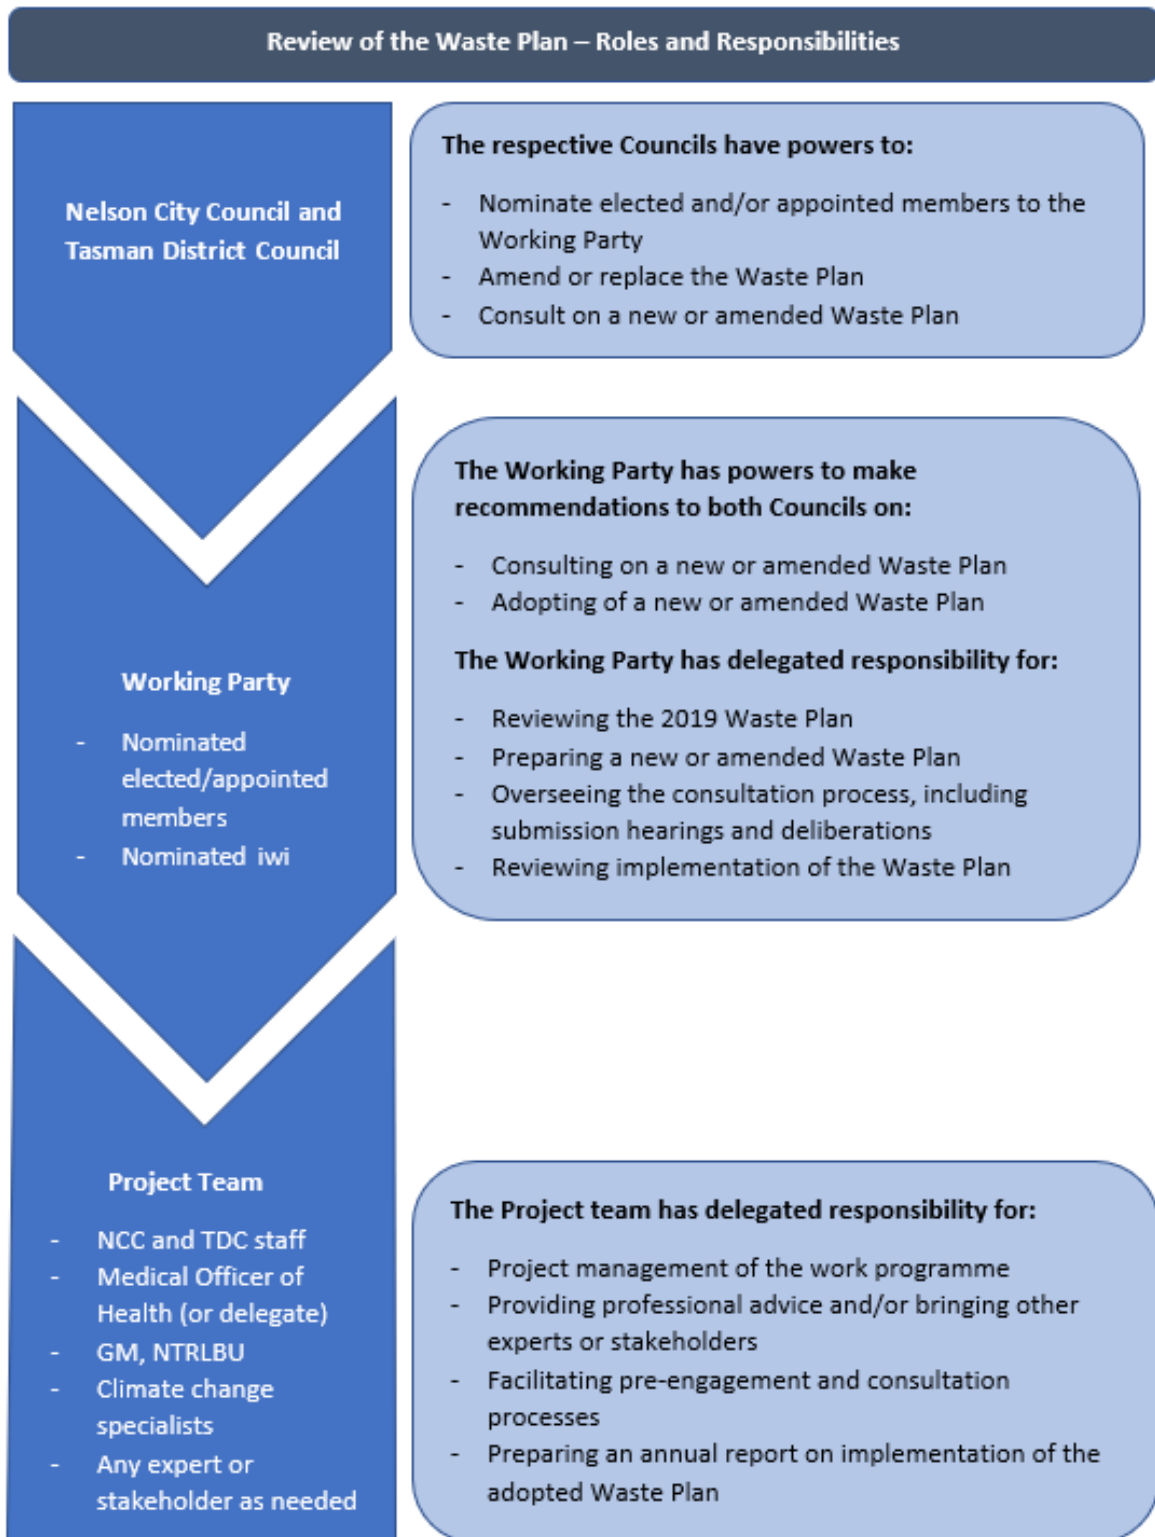 Review of the Waste Plan – Roles and Responsibilities
Nelson City Council and
Tasman District Council
The respective Councils have powers to:
- Nominate elected and/or appointed members to the
Working Party
- Amend or replace the Waste Plan
- Consult on a new or amended Waste Plan
Working Party
- Nominated
elected/appointed
members
- Nominated iwi
The Working Party has powers to make
recommendations to both Councils on:
- Consulting on a new or amended Waste Plan
- Adopting of a new or amended Waste Plan
The Working Party has delegated responsibility for:
- Reviewing the 2019 Waste Plan
- Preparing a new or amended Waste Plan
- Overseeing the consultation process, including
submission hearings and deliberations
- Reviewing implementation of the Waste Plan
Project Team
- NCC and TDC staff
- Medical Officer of
Health (or delegate)
- GM, NTRLBU
- Climate change
specialists
- Any expert or
stakeholder as needed
The Project team has delegated responsibility for:
- Project management of the work programme
- Providing professional advice and/or bringing other
experts or stakeholders
- Facilitating pre-engagement and consultation
processes
- Preparing an annual report on implementation of the
adopted Waste Plan